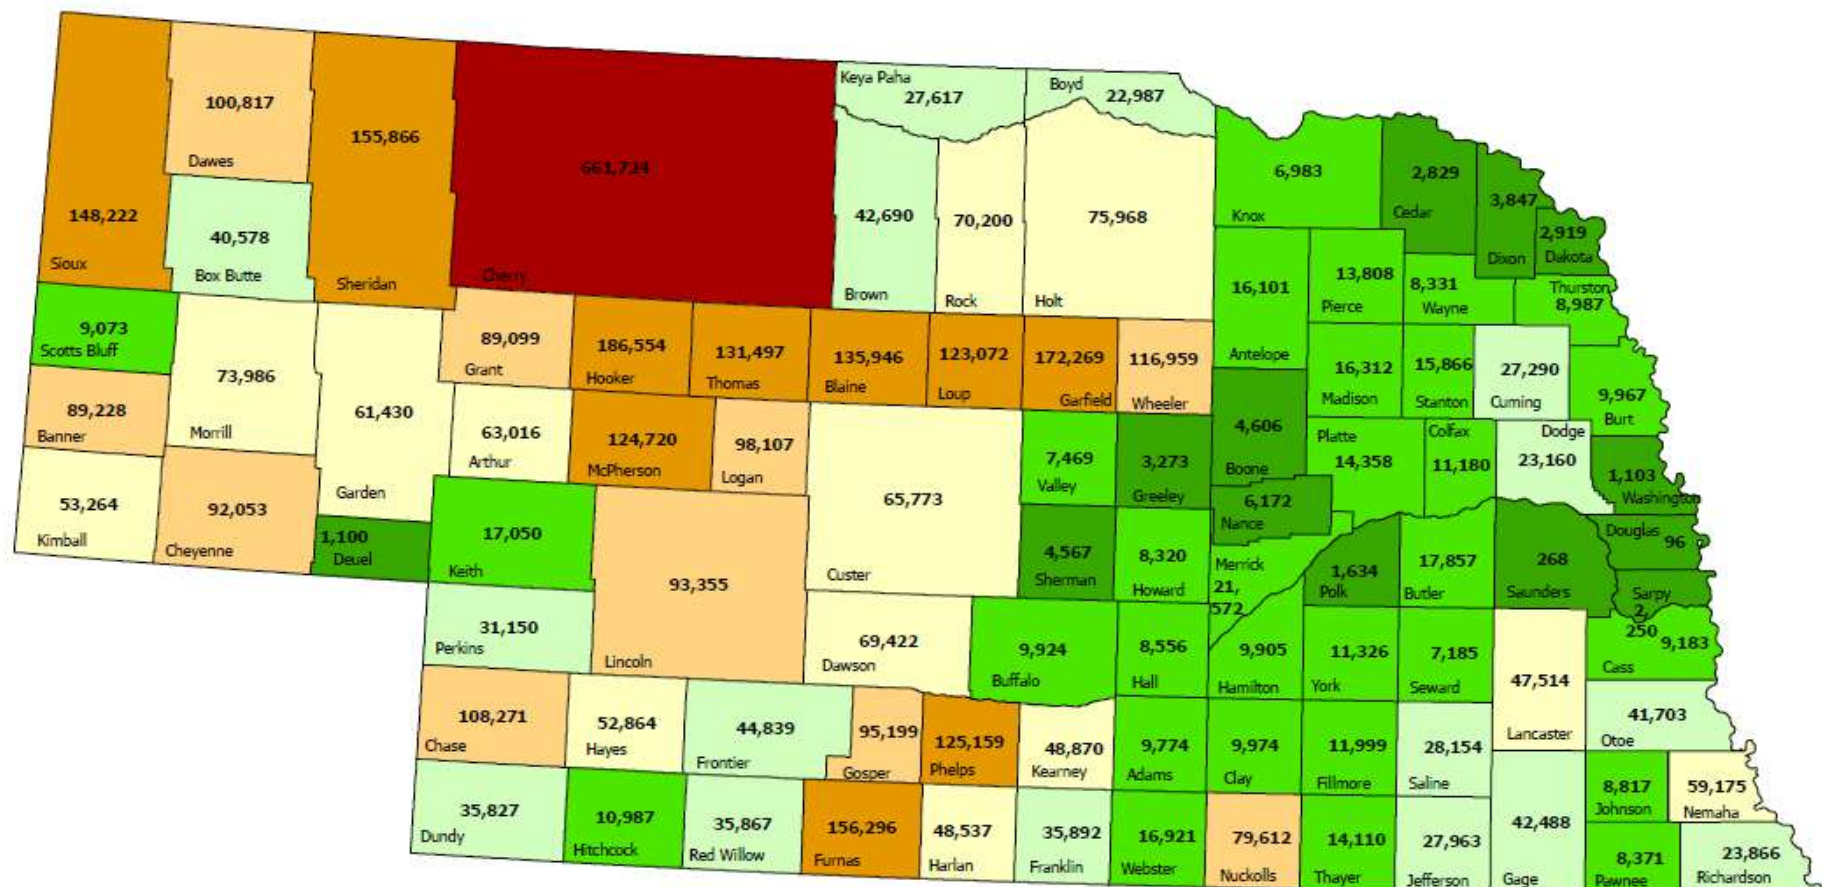 100,817
Dawes
155,866
Sheridan
148,222
Sioux
40,578
Box Butte
661,724
Cherry
Keya Paha
27,617
Boyd
22,987
42,690
Brown
70,200
Rock
75,968
Holt
6,983
Knox
2,829
Cedar
3,847
Dixon
2,919
Dakota
9,073
Scotts Bluff
73,986
Morrill
61,430
Garden
89,099
Grant
186,554
Hooker
131,497
Thomas
135,946
Blaine
123,072
Loup
172,269
Garfield
116,959
Wheeler
16,101
Antelope
13,808
Pierce
8,331
Wayne
Thurston
8,987
89,228
Banner
63,016
Arthur
124,720
McPherson
98,107
Logan
65,773
Custer
7,469
Valley
3,273
Greeley
4,606
Boone
16,312
Madison
15,866
Stanton
27,290
Cuming
9,967
Burt
53,264
Kimball
92,053
Cheyenne
1,100
Deuel
17,050
Keith
93,355
Lincoln
4,567
Sherman
8,320
Howard
6,172
Nance
Platte
14,358
Colfax
11,180
Dodge
23,160
1,103
Washington
Merrick
21,
572
1,634
Polk
17,857
Butler
268
Saunders
Douglas
96
Sarpy
2,
250
31,150
Perkins
69,422
Dawson
9,924
Buffalo
8,556
Hall
9,905
Hamilton
11,326
York
7,185
Seward
47,514
Lancaster
9,183
Cass
108,271
Chase
52,864
Hayes
44,839
Frontier
95,199
Gosper
125,159
Phelps
48,870
Kearney
9,774
Adams
9,974
Clay
11,999
Fillmore
28,154
Saline
41,703
Otoe
35,827
Dundy
10,987
Hitchcock
35,867
Red Willow
156,296
Furnas
48,537
Harlan
35,892
Franklin
16,921
Webster
79,612
Nuckolls
14,110
Thayer
27,963
Jefferson
42,488
Gage
8,817
Johnson
59,175
Nemaha
8,371
Pawnee
23,866
Richardson